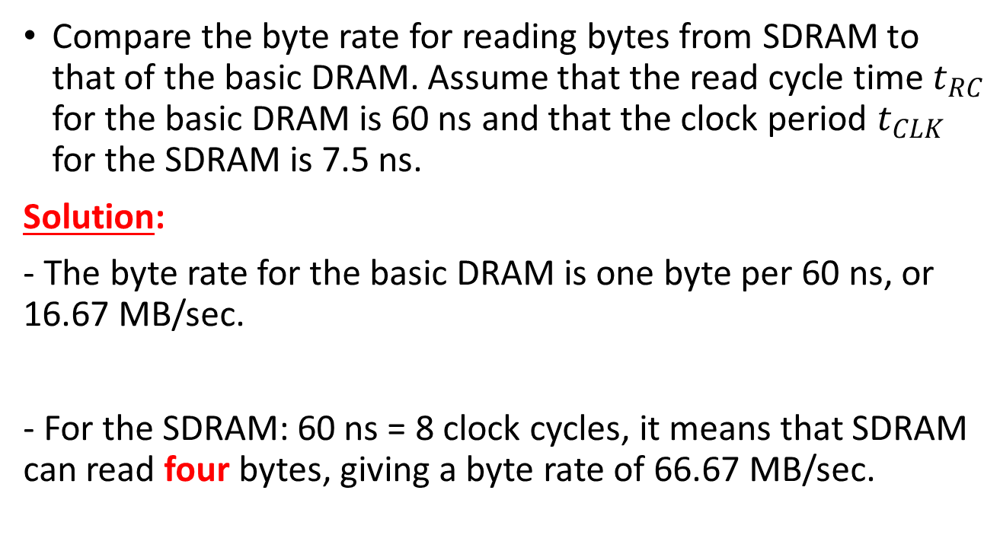 • Compare the byte rate for reading bytes from SDRAM to
that of the basic DRAM. Assume that the read cycle time t_RC
for the basic DRAM is 60 ns and that the clock period t_CLK
for the SDRAM is 7.5 ns.
Solution:
- The byte rate for the basic DRAM is one byte per 60 ns, or
16.67 MB/sec.
- For the SDRAM: 60 ns = 8 clock cycles, it means that SDRAM
can read four bytes, giving a byte rate of 66.67 MB/sec.